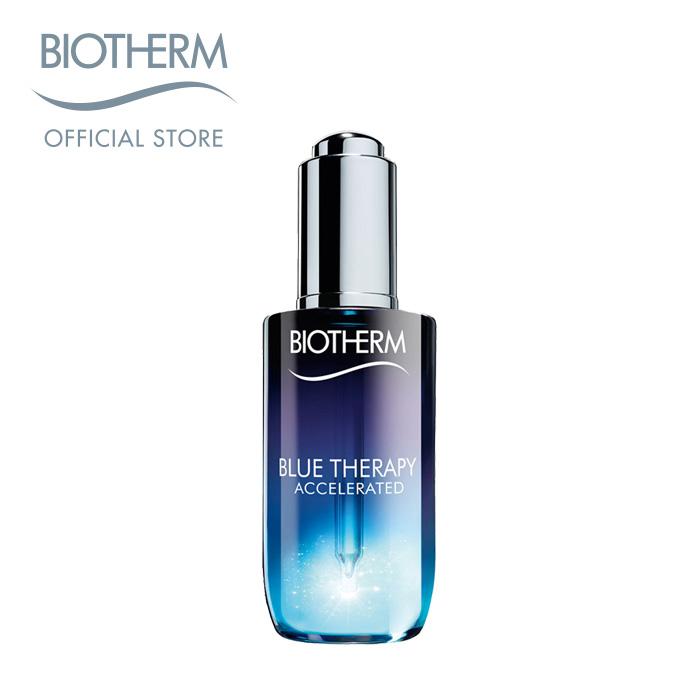 BIOTHERM
OFFICIAL STORE
BIOTHERM
BLUE THERAPY
ACCELERATED